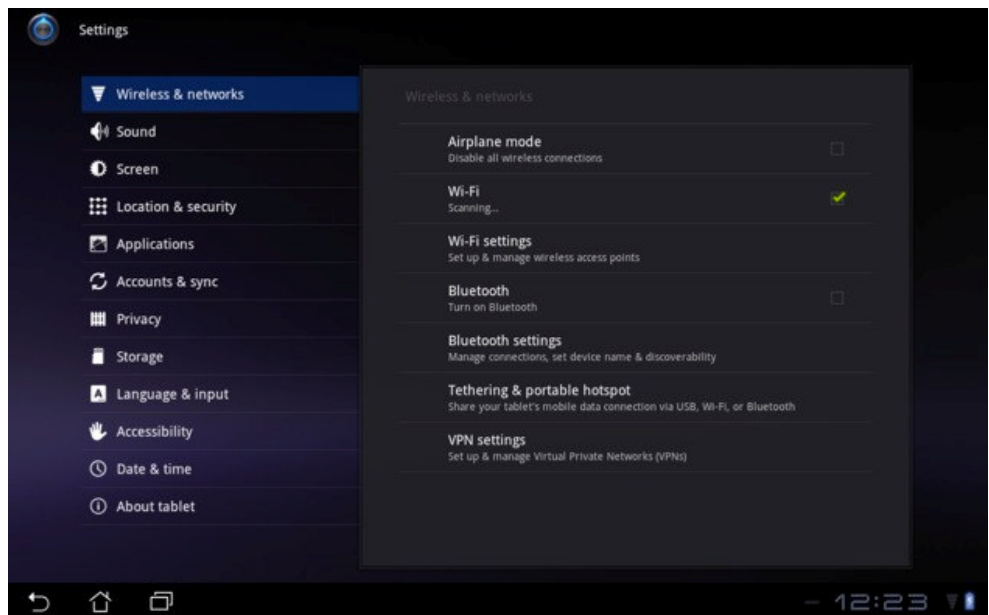 Settings
Wireless & networks
Sound
Screen
Location & security
Applications
Accounts & sync
Privacy
Storage
Language & input
Accessibility
Date & time
About tablet
Wireless & networks
Airplane mode
Disable all wireless connections
Wi-Fi
Scanning...
Wi-Fi settings
Set up & manage wireless access points
Bluetooth
Turn on Bluetooth
Bluetooth settings
Manage connections, set device name & discoverability
Tethering & portable hotspot
Share your tablet's mobile data connection via USB, Wi-Fi, or Bluetooth
VPN settings
Set up & manage Virtual Private Networks (VPNs)
12:23